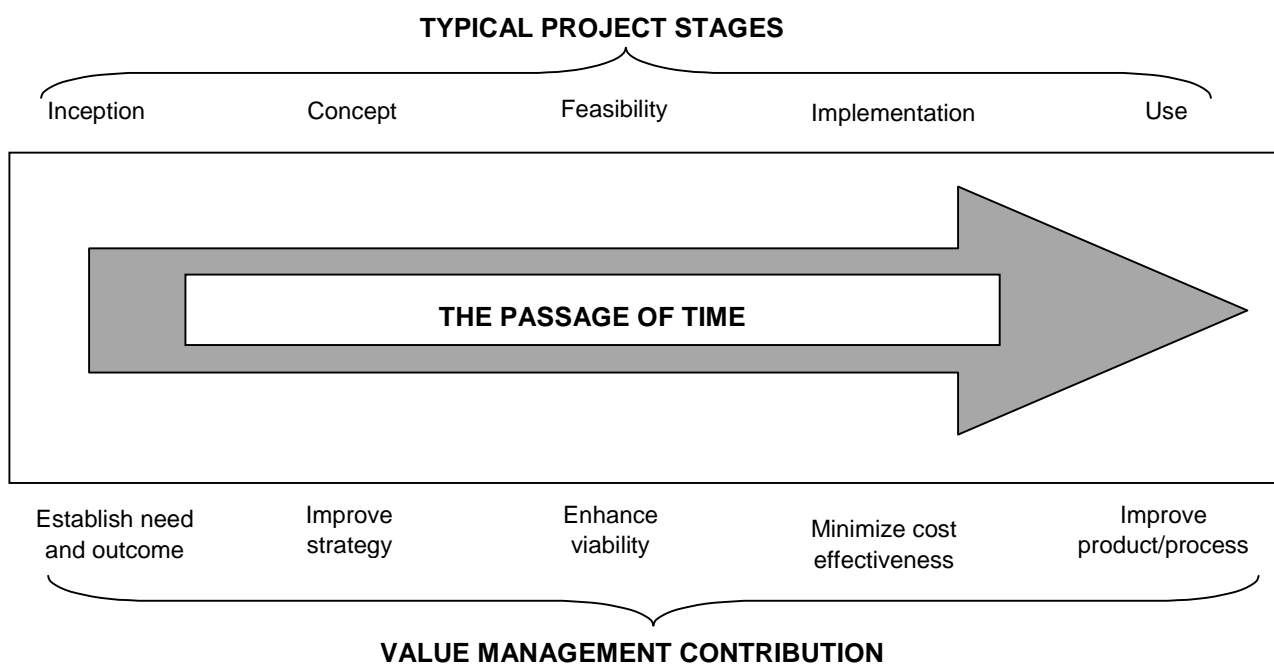 TYPICAL PROJECT STAGES
Inception Concept Feasibility Implementation Use
THE PASSAGE OF TIME
Establish need
and outcome
Improve
strategy
Enhance
viability
Minimize cost
effectiveness
Improve
product/process
VALUE MANAGEMENT CONTRIBUTION